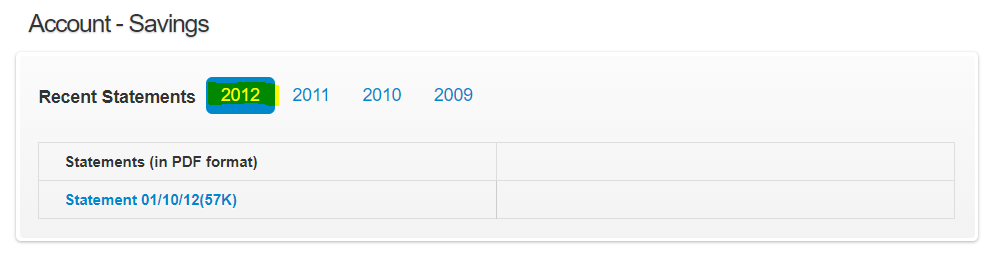 Account - Savings
Recent Statements 2012 2011 2010 2009
Statements (in PDF format)
Statement 01/10/12(57K)